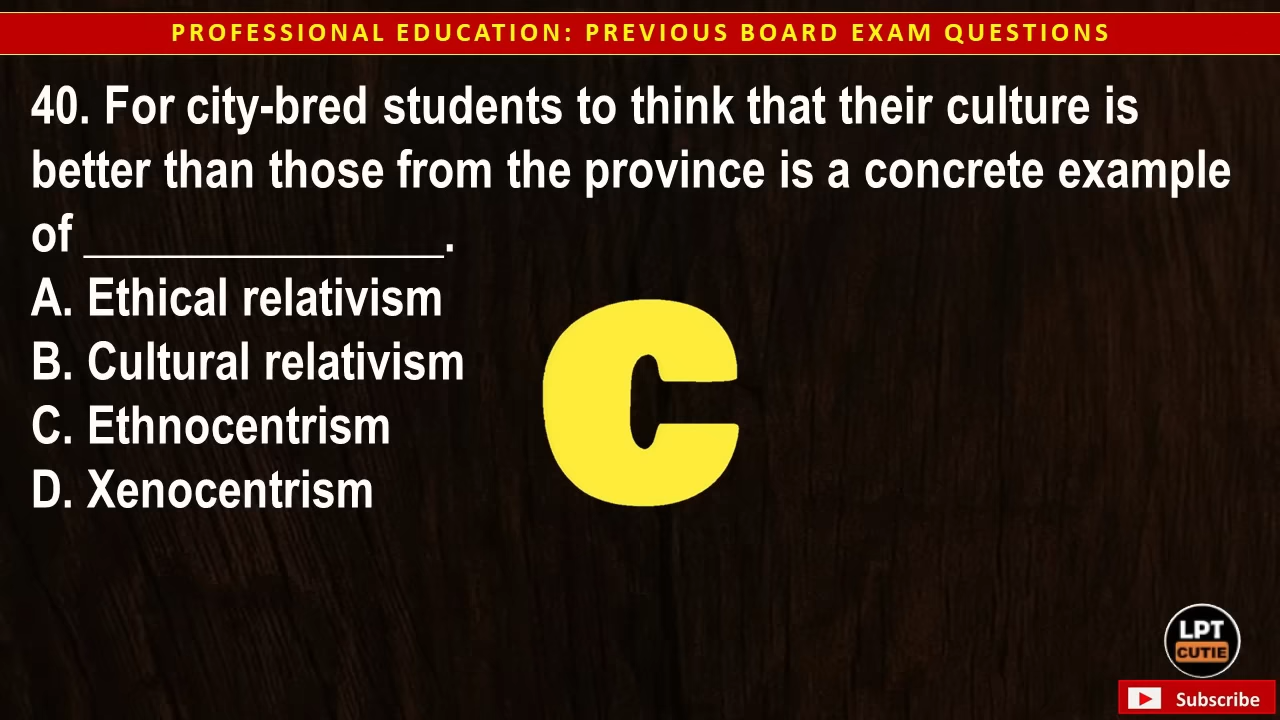 PROFESSIONAL EDUCATION: PREVIOUS BOARD EXAM QUESTIONS
40. For city-bred students to think that their culture is
better than those from the province is a concrete example
of _______________.
A. Ethical relativism
B. Cultural relativism
C. Ethnocentrism
D. Xenocentrism
C
LPT
CUTIE
Subscribe